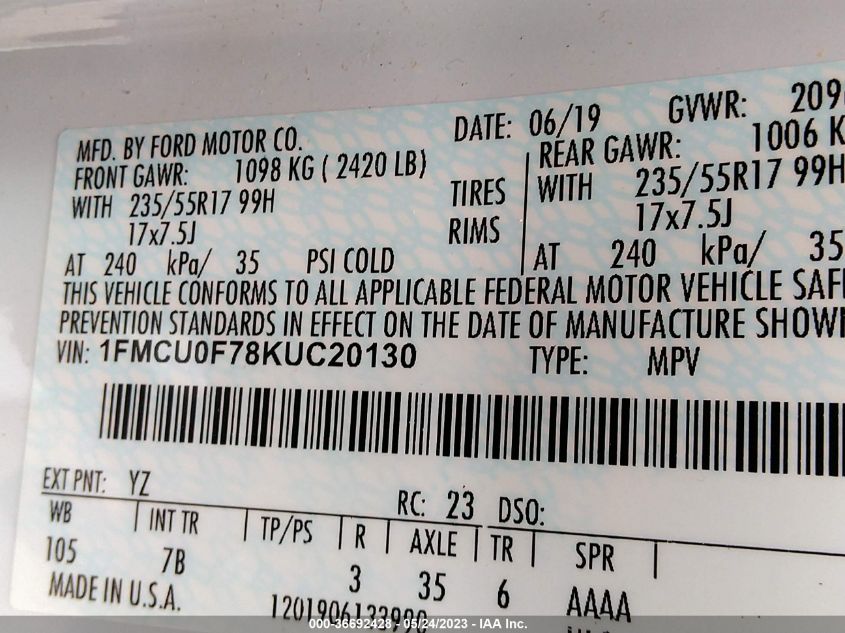 MFD. BY FORD MOTOR CO.
DATE: 06/19
GVWR:
FRONT GAWR: 1098 KG ( 2420 LB)
REAR GAWR: 1006
WITH 235/55R17 99H
TIRES
WITH 235/55R17 99H
17x7.5J
RIMS
17x7.5J
AT 240 kPa/ 35 PSI COLD
AT 240 kPa/ 35
THIS VEHICLE CONFORMS TO ALL APPLICABLE FEDERAL MOTOR VEHICLE
PREVENTION STANDARDS IN EFFECT ON THE DATE OF MANUFACTURE
VIN: 1FMCU0F78KUC20130
TYPE: MPV
EXT PNT: YZ
RC: 23 DSO:
WB | INT TR | TP/PS | R | AXLE | TR | SPR
105 7B 3 35 6 AAAA
MADE IN U.S.A.
000-36692428 - 05/24/2023 - IAA Inc.